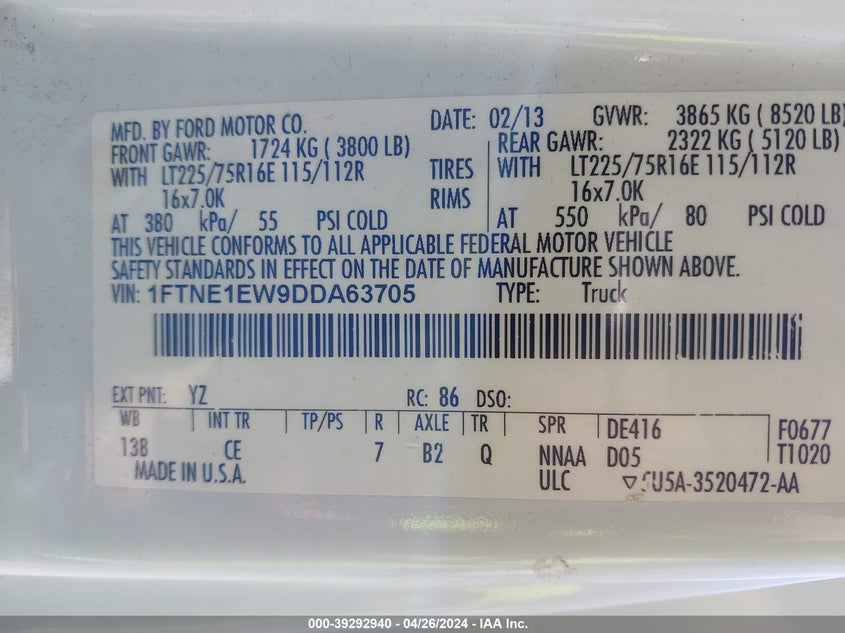 MFD. BY FORD MOTOR CO. DATE: 02/13 GVWR: 3865 KG ( 8520 LB)
FRONT GAWR: 1724 KG ( 3800 LB) REAR GAWR: 2322 KG ( 5120 LB)
WITH LT225/75R16E 115/112R TIRES WITH LT225/75R16E 115/112R
16x7.0K RIMS 16x7.0K
AT 380 kPa/ 55 PSI COLD AT 550 kPa/ 80 PSI COLD
THIS VEHICLE CONFORMS TO ALL APPLICABLE FEDERAL MOTOR VEHICLE
SAFETY STANDARDS IN EFFECT ON THE DATE OF MANUFACTURE SHOWN ABOVE.
VIN: 1FTNE1EW9DDA63705 TYPE: Truck
EXT PNT: YZ RC: 86 DSO:
WB INT TR TP/PS R AXLE TR SPR DE416 F0677
138 CE 7 B2 Q NNAA D05 T1020
MADE IN U.S.A. ULC ▽ U5A-3520472-AA
000-39292940 - 04/26/2024 - IAA Inc.